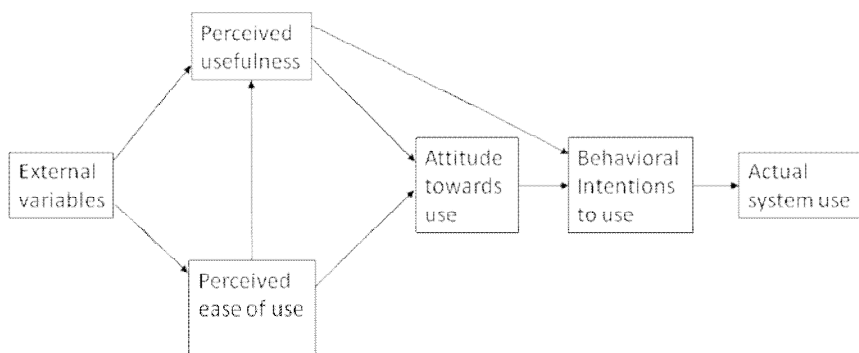 Perceived
usefulness
External
variables
Attitude
towards
use
Behavioral
Intentions
to use
Actual
system use
Perceived
ease of use